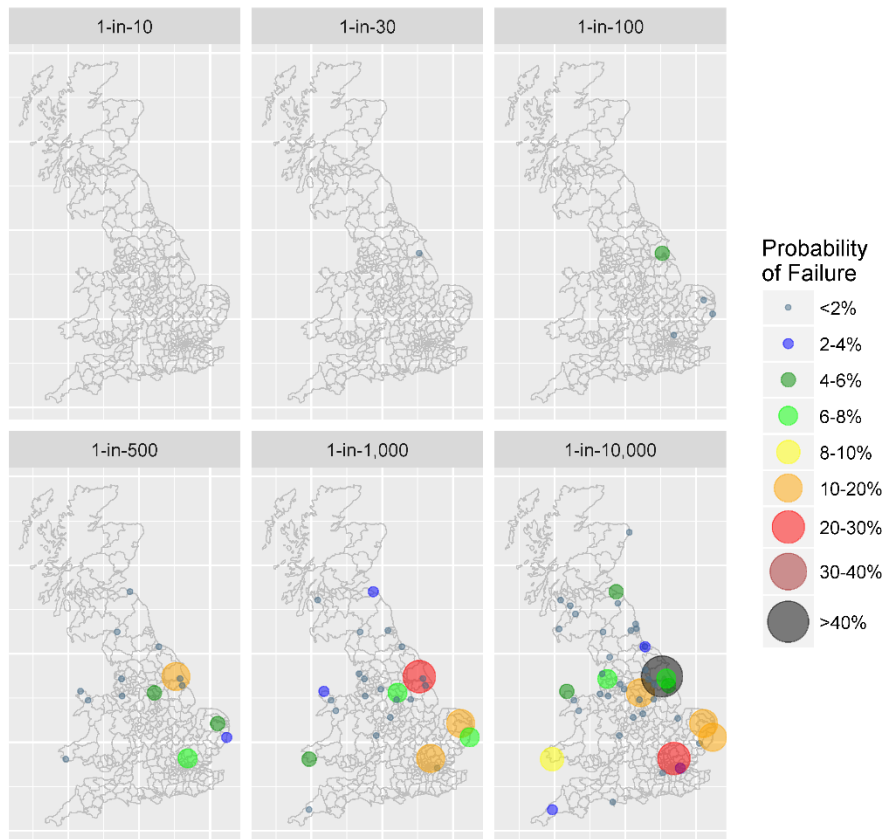 1-in-10
1-in-30
1-in-100
1-in-500
1-in-1,000
1-in-10,000
Probability
of Failure
<2%
2-4%
4-6%
6-8%
8-10%
10-20%
20-30%
30-40%
>40%